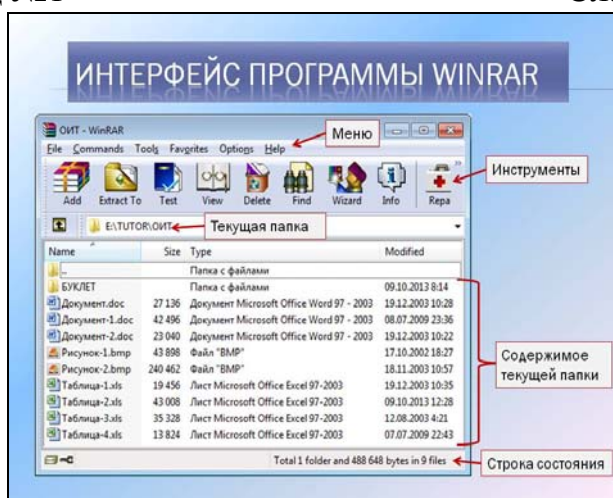 ИНТЕРФЕЙС ПРОГРАММЫ WINRAR
ОИТ - WinRAR
Меню
File Commands Tools Favorites Options Help
Инструменты
Add Extract To Test View Delete Find Wizard Info Repa
E:\TUTOR\ОИТ
Текущая папка
Name Size Type Modified
.. Папка с файлами
БУКЛЕТ Папка с файлами 09.10.2013 8:14
Документ.doc 27 136 Документ Microsoft Office Word 97 - 2003 19.12.2003 10:28
Документ-1.doc 42 496 Документ Microsoft Office Word 97 - 2003 08.07.2009 23:36
Документ-2.doc 23 040 Документ Microsoft Office Word 97 - 2003 19.12.2003 10:22
Рисунок-1.bmp 43 898 Файл "BMP" 17.10.2002 18:27
Рисунок-2.bmp 240 462 Файл "BMP" 18.11.2003 10:57
Таблица-1.xls 19 456 Лист Microsoft Office Excel 97-2003 19.12.2003 10:35
Таблица-2.xls 43 008 Лист Microsoft Office Excel 97-2003 09.10.2013 12:28
Таблица-3.xls 35 328 Лист Microsoft Office Excel 97-2003 12.08.2003 4:21
Таблица-4.xls 13 824 Лист Microsoft Office Excel 97-2003 07.07.2009 22:43
Содержимое
текущей папки
Total 1 folder and 488 648 bytes in 9 files
Строка состояния